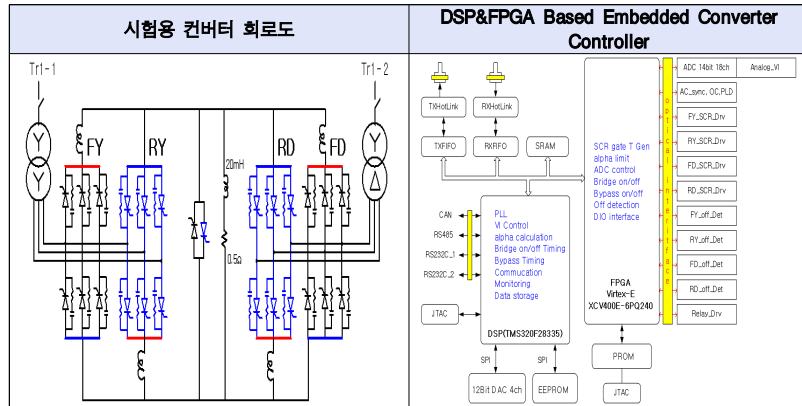 시험용 컨버터 회로도
DSP&FPGA Based Embedded Converter
Controller
Tr1-1
Tr1-2
FY
RY
RD
FD
20mH
0.5Ω
Y
Y
Y
Δ
TXHotLink
RXHotLink
TXFIFO
RXRIFO
SRAM
CAN
RS485
RS232C_1
RS232C_2
JTAC
PLL
VI Control
alpha calculation
Bridge on/off Timing
Bypass Timing
Commucation
Monitoring
Data storage
DSP(TMS320F28335)
SPI
SPI
12Bit DAC 4ch
EEPROM
SCR gate T Gen
alpha limit
ADC control
Bridge on/off
Bypass on/off
Off detection
DIO interface
FPGA
Virtex-E
XCV400E-6PQ240
PROM
JTAC
optical interface
ADC 14bit 18ch
Analog_VI
AC_sync, OC,PLD
FY_SCR_Drv
RY_SCR_Drv
FD_SCR_Drv
RD_SCR_Drv
FY_off_Det
RY_off_Det
FD_off_Det
RD_off_Det
Relay_Drv